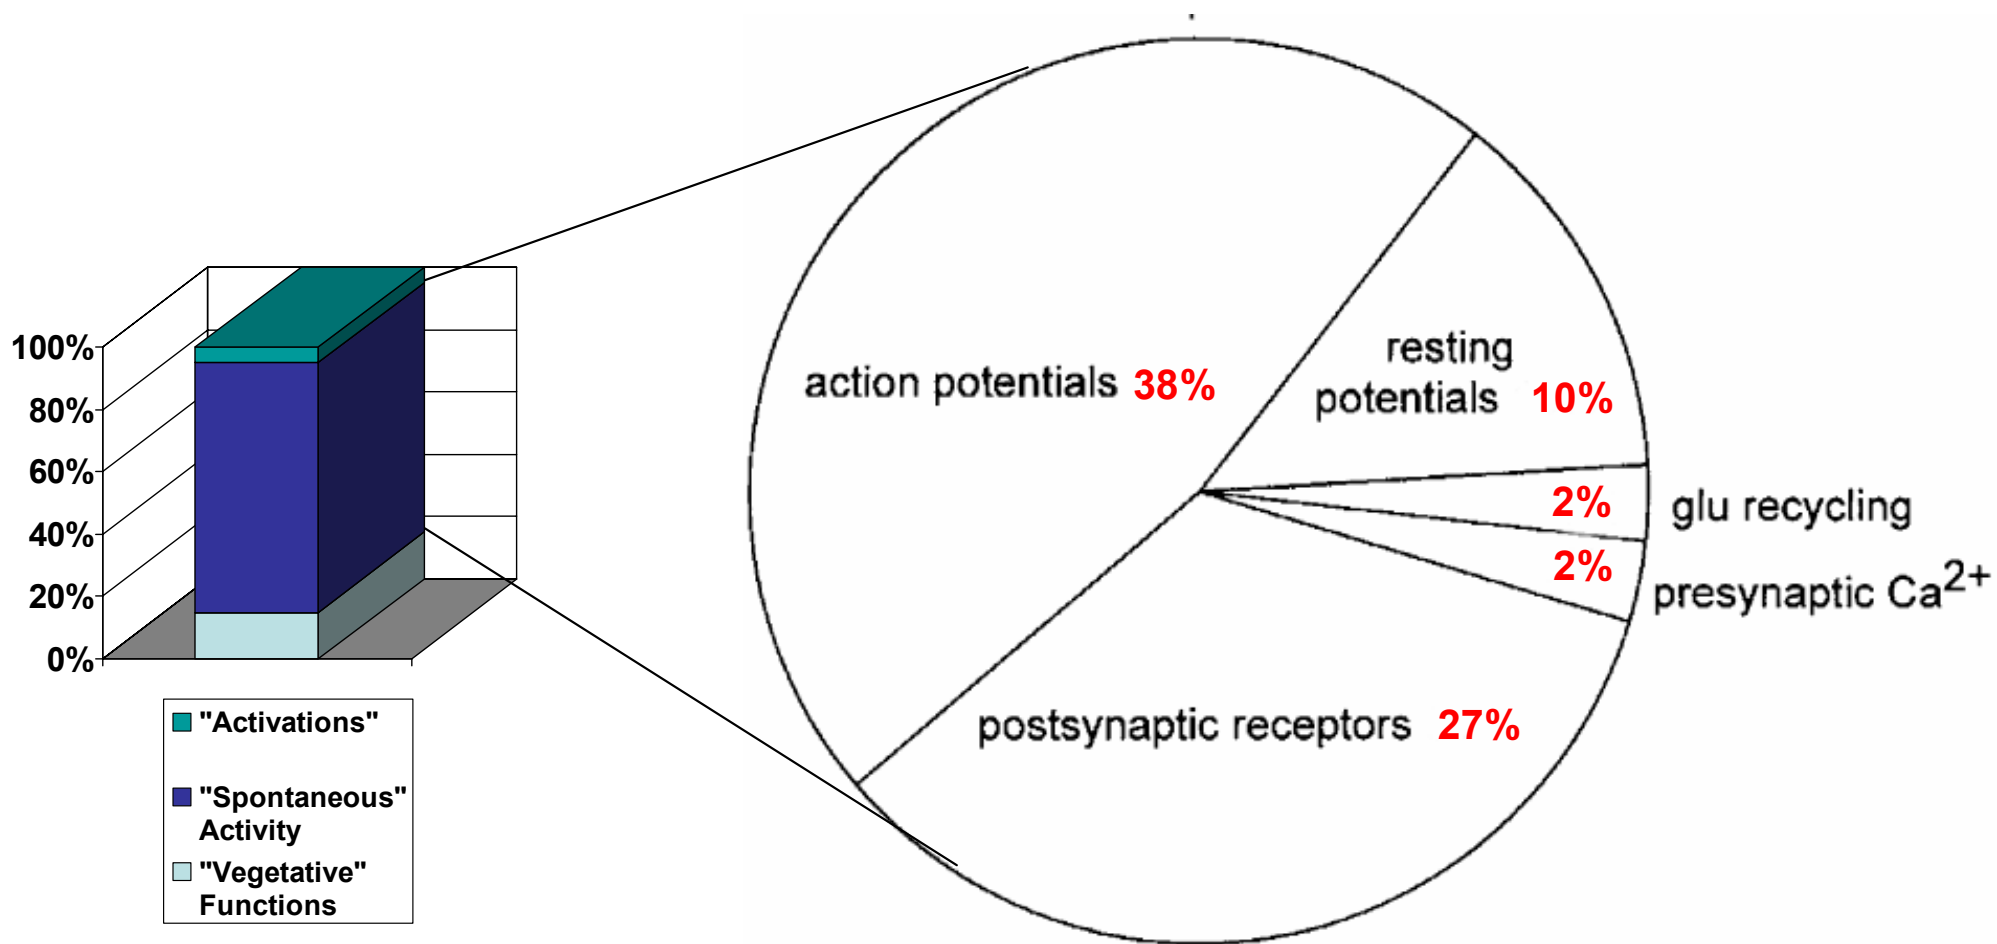 100%
80%
60%
40%
20%
0%
"Activations"
"Spontaneous"
Activity
"Vegetative"
Functions
action potentials 38%
resting
potentials 10%
2% glu recycling
2% presynaptic Ca²⁺
postsynaptic receptors 27%